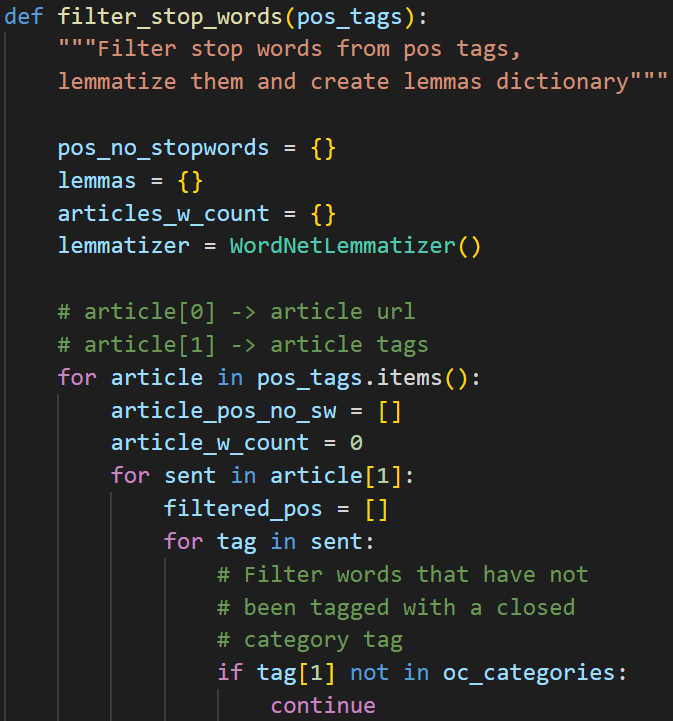 def filter_stop_words(pos_tags):
    """Filter stop words from pos tags,
    lemmatize them and create lemmas dictionary"""

    pos_no_stopwords = {}
    lemmas = {}
    articles_w_count = {}
    lemmatizer = WordNetLemmatizer()

    # article[0] -> article url
    # article[1] -> article tags
    for article in pos_tags.items():
        article_pos_no_sw = []
        article_w_count = 0
        for sent in article[1]:
            filtered_pos = []
            for tag in sent:
                # Filter words that have not
                # been tagged with a closed
                # category tag
                if tag[1] not in oc_categories:
                    continue